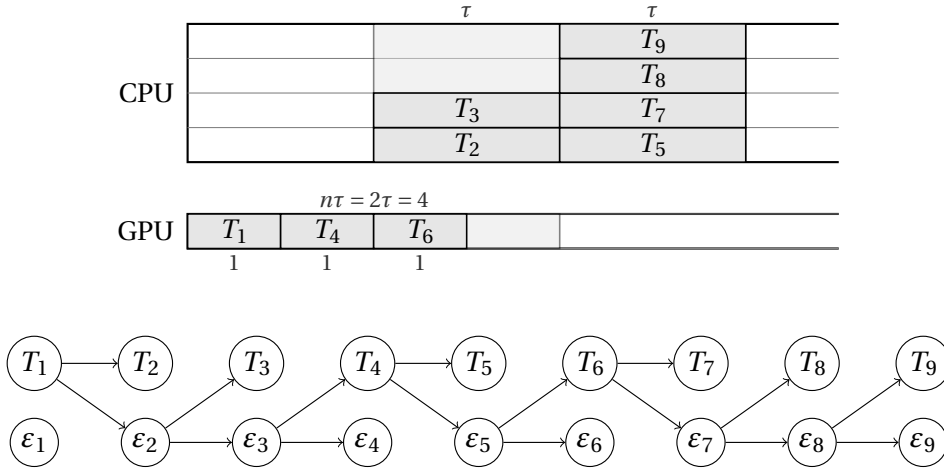 τ τ
T₉
T₈
CPU
T₃ T₇
T₂ T₅
nτ = 2τ = 4
GPU T₁ T₄ T₆
1 1 1
T₁ T₂ T₃ T₄ T₅ T₆ T₇ T₈ T₉
ε₁ ε₂ ε₃ ε₄ ε₅ ε₆ ε₇ ε₈ ε₉